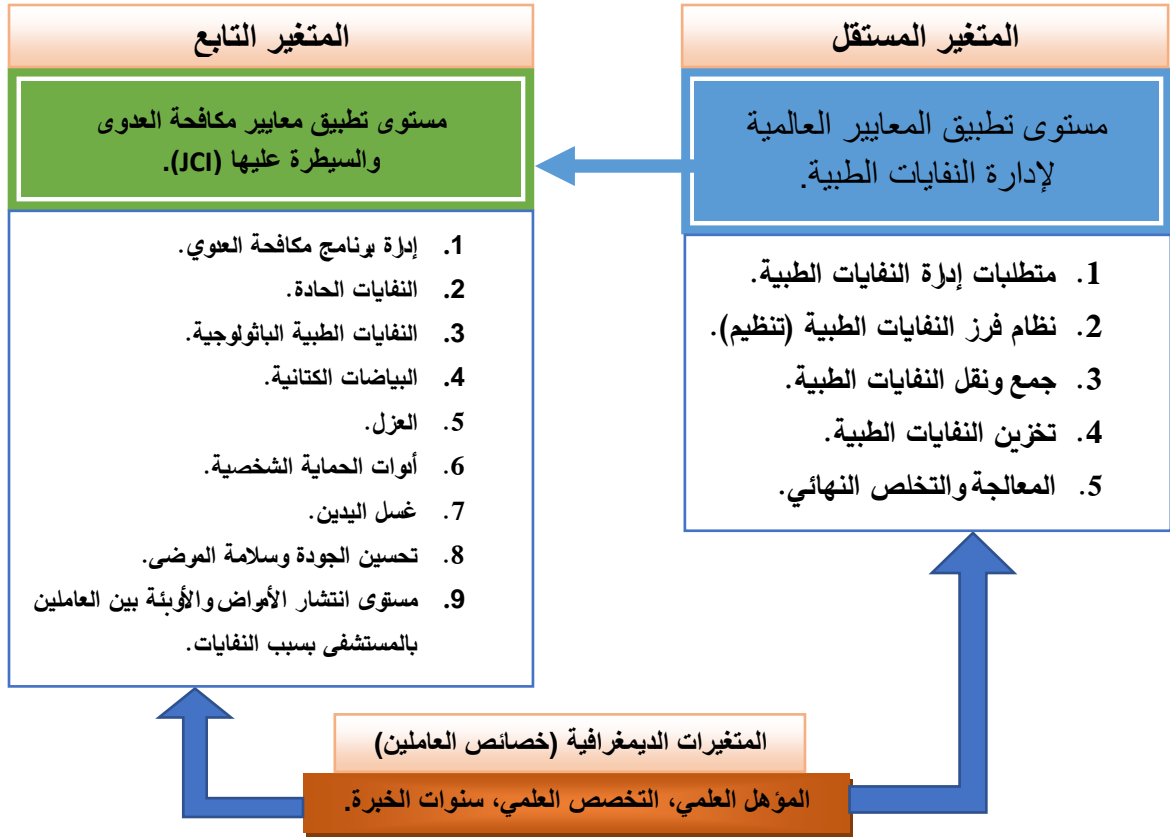 المتغير المستقل
مستوى تطبيق المعايير العالمية
لإدارة النفايات الطبية.
1. متطلبات إدارة النفايات الطبية.
2. نظام فرز النفايات الطبية (تنظيم).
3. جمع ونقل النفايات الطبية.
4. تخزين النفايات الطبية.
5. المعالجة والتخلص النهائي.
المتغير التابع
مستوى تطبيق معايير مكافحة العدوى
والسيطرة عليها (JCI).
1. إدارة برنامج مكافحة العدوي.
2. النفايات الحادة.
3. النفايات الطبية الباثولوجية.
4. البياضات الكتانية.
5. العزل.
6. أدوات الحماية الشخصية.
7. غسل اليدين.
8. تحسين الجودة وسلامة المرضى.
9. مستوى انتشار الأمراض والأوبئة بين العاملين
بالمستشفى بسبب النفايات.
المتغيرات الديمغرافية (خصائص العاملين)
المؤهل العلمي، التخصص العلمي، سنوات الخبرة.